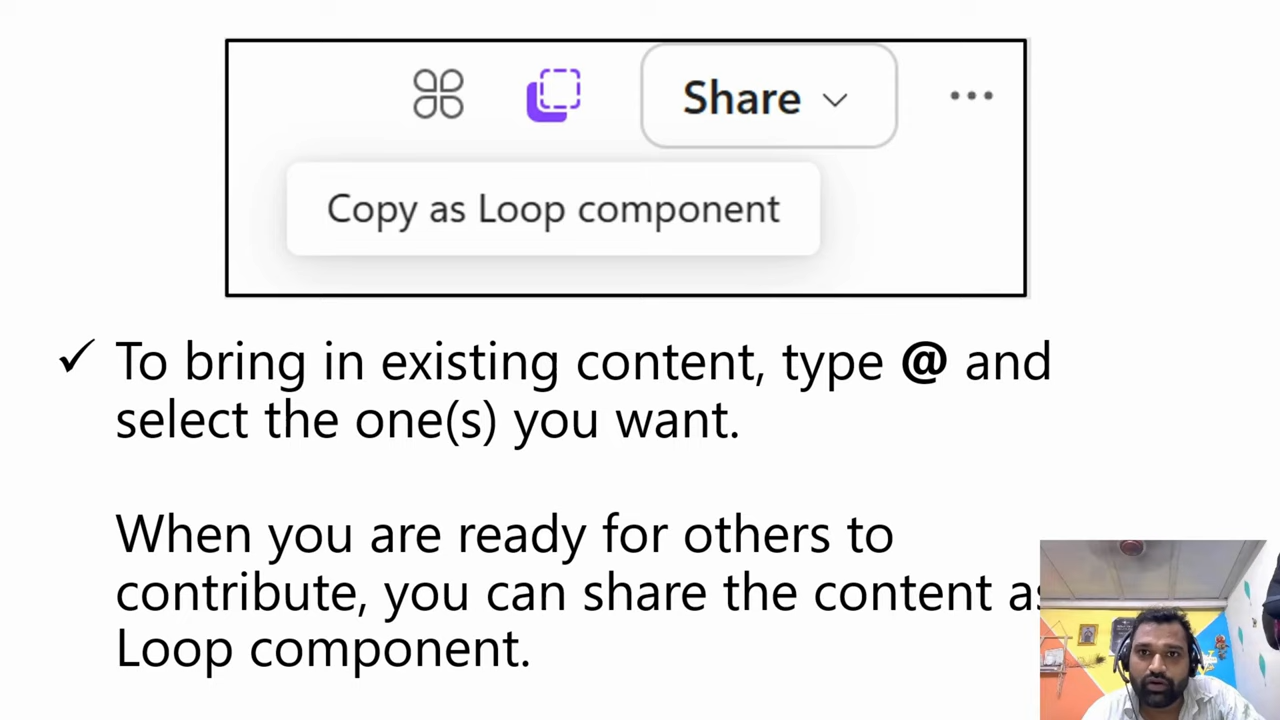 Share
Copy as Loop component
✓ To bring in existing content, type @ and
select the one(s) you want.
When you are ready for others to
contribute, you can share the content as
Loop component.